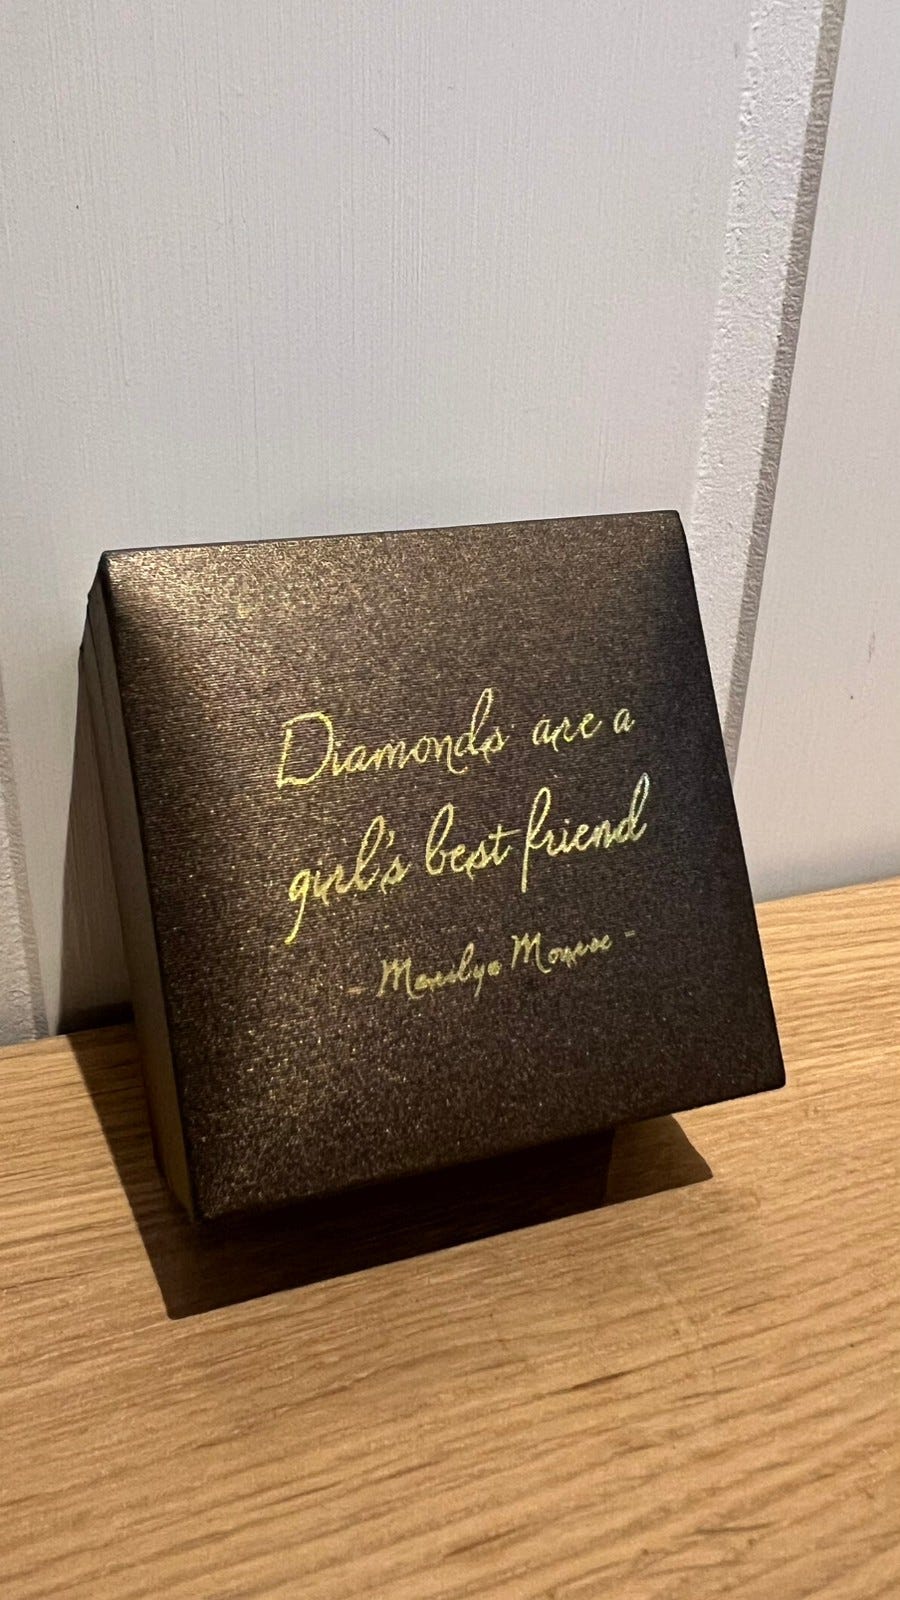 Diamonds are a
girl's best friend
- Marilyn Monroe -